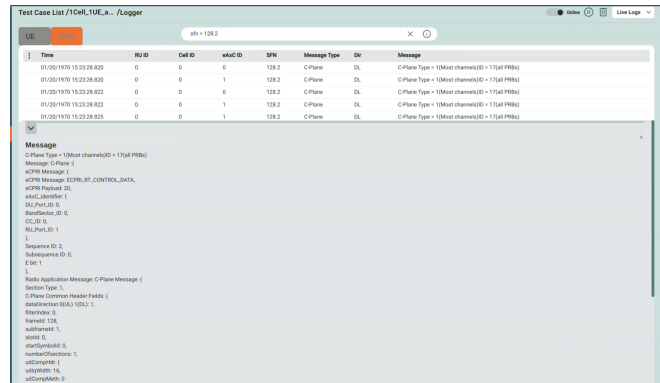 Test Case List /1Cell_1UE_a... /Logger
Online
Live Logs
UE
sfn = 128.2
Time RU ID Cell ID eAxC ID SFN Message Type Dir Message
01/20/1970 15:23:28.820 0 0 0 128.2 C-Plane DL C-Plane Type = 1(Most channels)ID = 17(all PRBs)
01/20/1970 15:23:28.820 0 0 1 128.2 C-Plane DL C-Plane Type = 1(Most channels)ID = 17(all PRBs)
01/20/1970 15:23:28.822 0 0 0 128.2 C-Plane DL C-Plane Type = 1(Most channels)ID = 17(all PRBs)
01/20/1970 15:23:28.822 0 0 1 128.2 C-Plane DL C-Plane Type = 1(Most channels)ID = 17(all PRBs)
01/20/1970 15:23:28.825 0 0 1 128.2 C-Plane DL C-Plane Type = 1(Most channels)ID = 17(all PRBs)
Message
C-Plane Type = 1(Most channels)ID = 17(all PRBs)
Message: C-Plane :{
eCPRI Message: {
eCPRI Message: ECPRI_RT_CONTROL_DATA,
eCPRI Payload: 20,
eAxC_identifier: {
DU_Port_ID: 0,
BandSector_ID: 0,
CC_ID: 0,
RU_Port_ID: 1
},
Sequence ID: 2,
Subsequence ID: 0,
E bit: 1
},
Radio Application Message: C-Plane Message: {
Section Type: 1,
C-Plane Common Header Fields: {
dataDirection 0(UL) 1(DL): 1,
filterIndex: 0,
frameId: 128,
subframeId: 1,
slotId: 0,
startSymbolId: 0,
numberOfsections: 1,
udCompHdr: {
udIqWidth: 16,
udCompMeth: 0